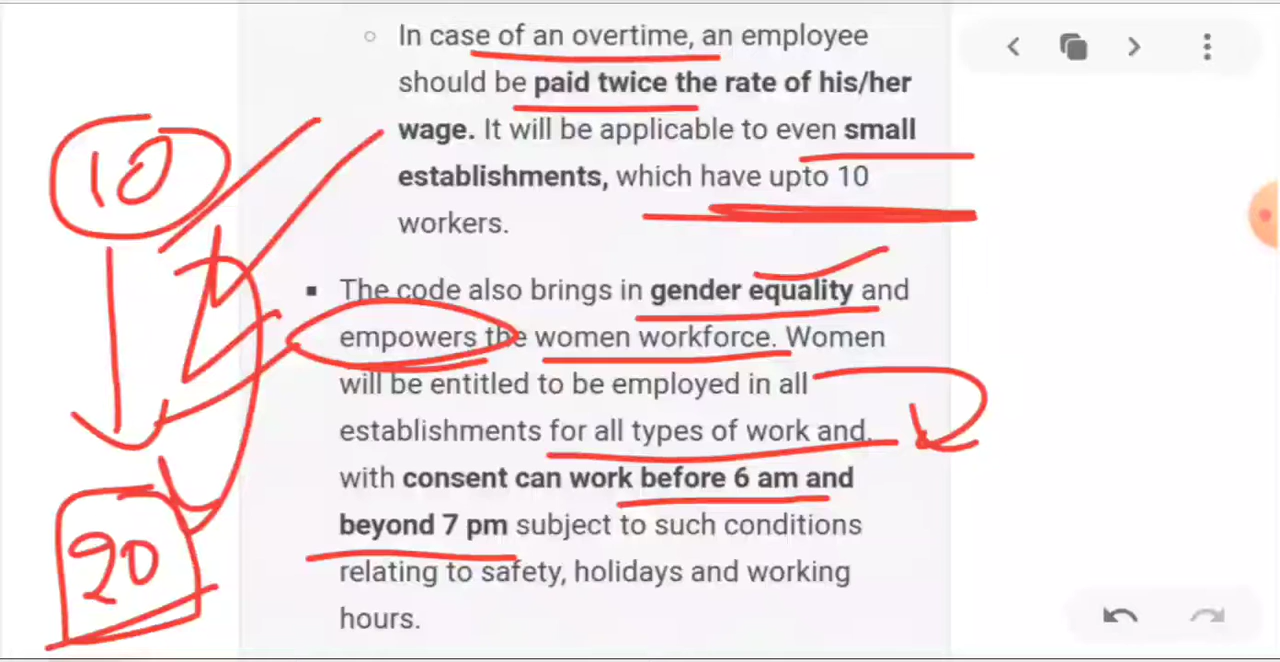 In case of an overtime, an employee
should be paid twice the rate of his/her
wage. It will be applicable to even small
establishments, which have upto 10
workers.
The code also brings in gender equality and
empowers the women workforce. Women
will be entitled to be employed in all
establishments for all types of work and,
with consent can work before 6 am and
beyond 7 pm subject to such conditions
relating to safety, holidays and working
hours.
10
20